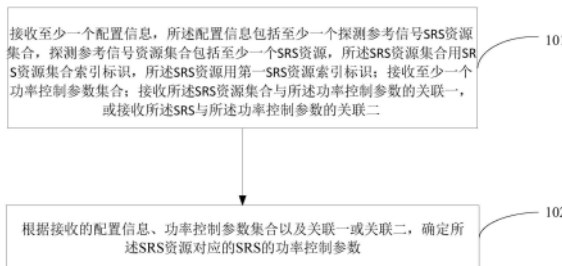 接收至少一个配置信息，所述配置信息包括至少一个探测参考信号SRS资源
集合，探测参考信号资源集合包括至少一个SRS资源，所述SRS资源集合用SR
S资源集合索引标识，所述SRS资源用第一SRS资源索引标识；接收至少一个
功率控制参数集合；接收所述SRS资源集合与所述功率控制参数的关联一，
或接收所述SRS与所述功率控制参数的关联二
101
根据接收的配置信息、功率控制参数集合以及关联一或关联二，确定所
述SRS资源对应的SRS的功率控制参数
102